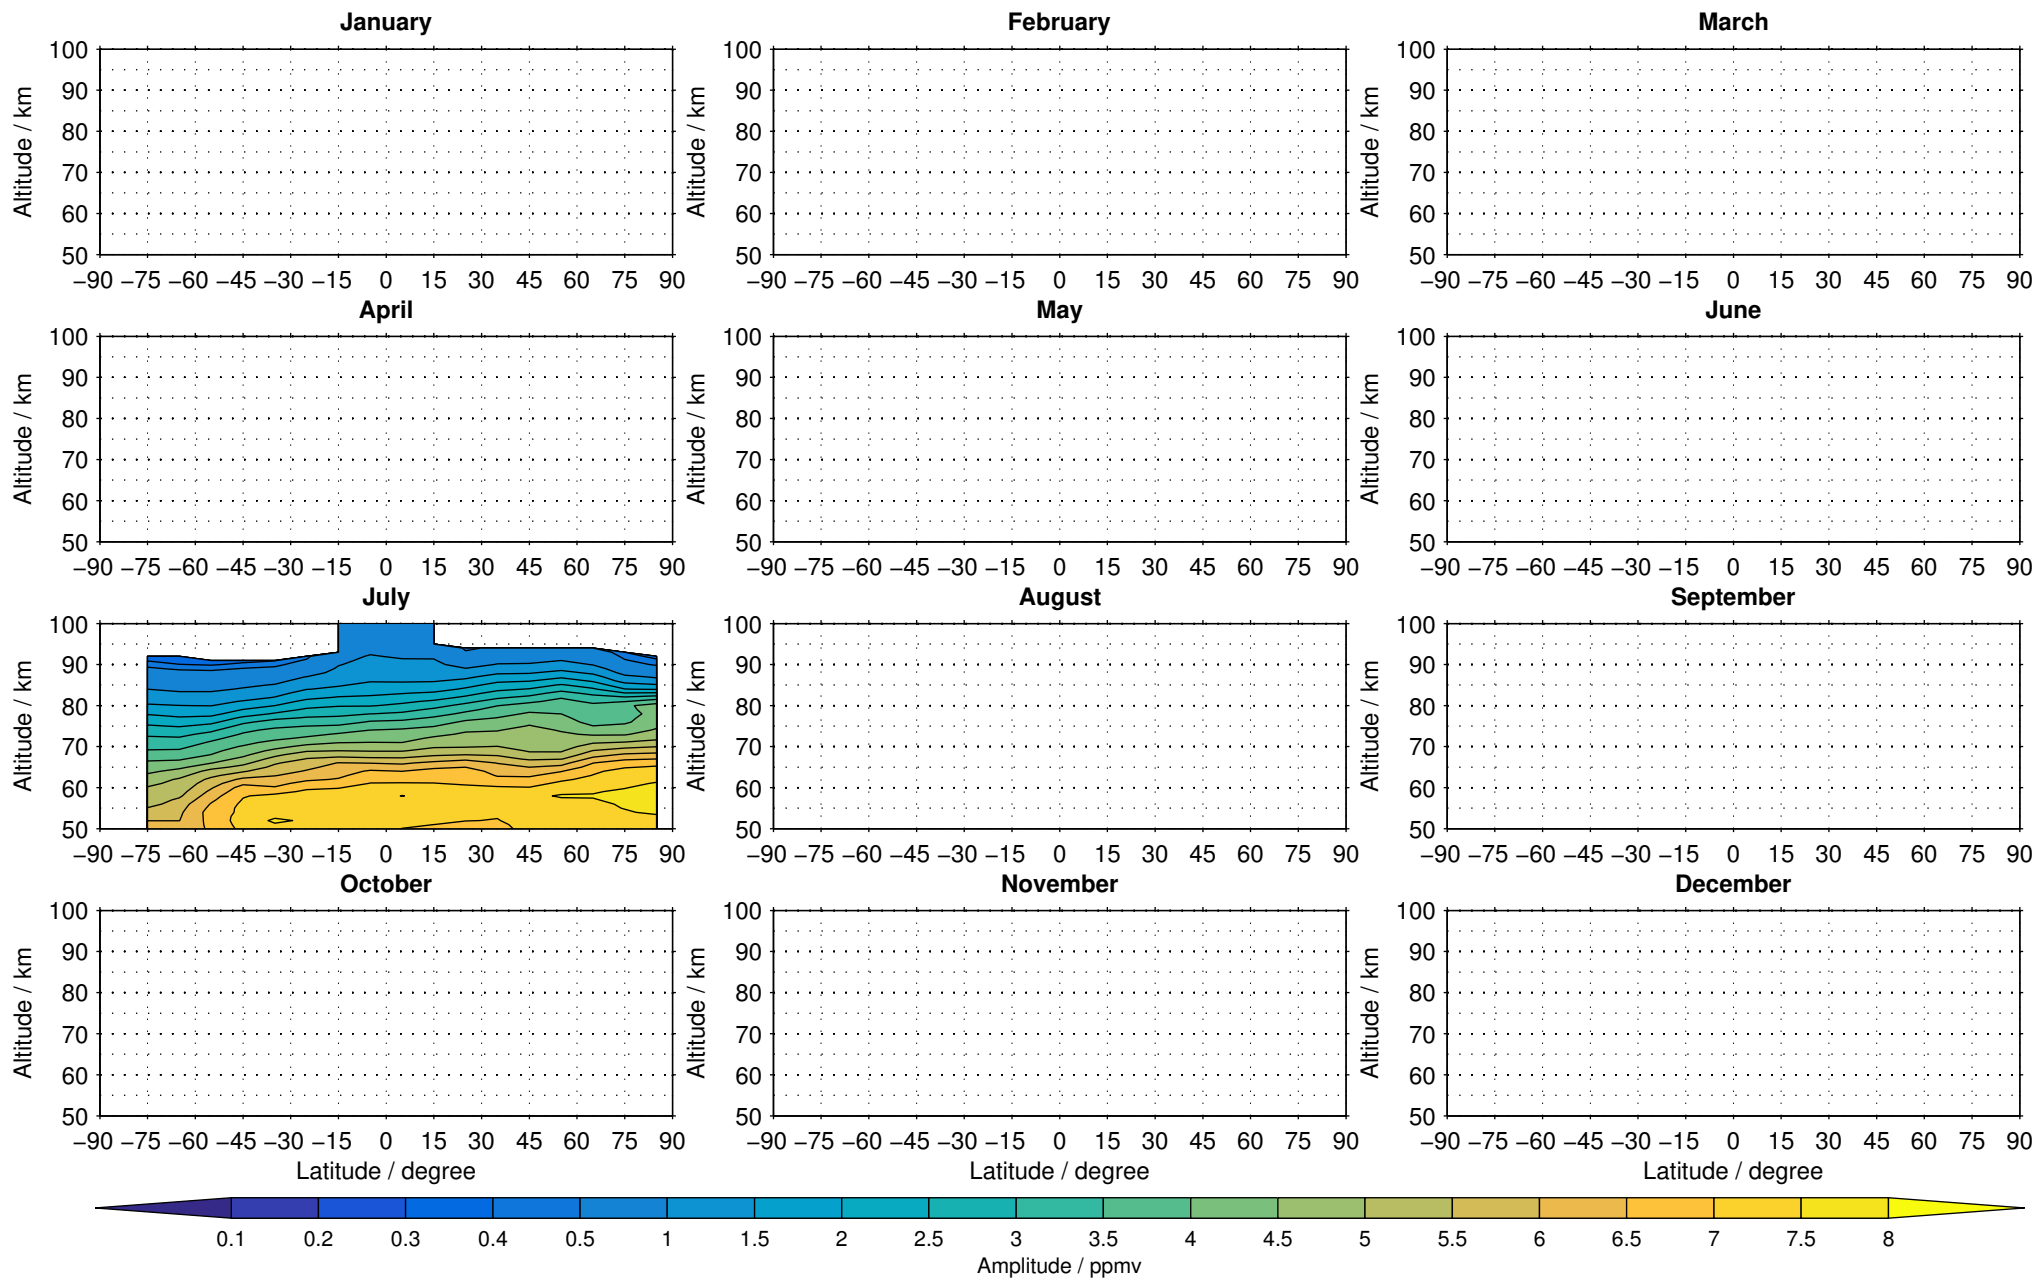 January February March
100 100 100
90 90 90
80 80 80
70 70 70
60 60 60
50 50 50
Altitude / km Altitude / km Altitude / km
−90 −75 −60 −45 −30 −15 0 15 30 45 60 75 90 −90 −75 −60 −45 −30 −15 0 15 30 45 60 75 90 −90 −75 −60 −45 −30 −15 0 15 30 45 60 75 90
April May June
100 100 100
90 90 90
80 80 80
70 70 70
60 60 60
50 50 50
Altitude / km Altitude / km Altitude / km
−90 −75 −60 −45 −30 −15 0 15 30 45 60 75 90 −90 −75 −60 −45 −30 −15 0 15 30 45 60 75 90 −90 −75 −60 −45 −30 −15 0 15 30 45 60 75 90
July August September
100 100 100
90 90 90
80 80 80
70 70 70
60 60 60
50 50 50
Altitude / km Altitude / km Altitude / km
−90 −75 −60 −45 −30 −15 0 15 30 45 60 75 90 −90 −75 −60 −45 −30 −15 0 15 30 45 60 75 90 −90 −75 −60 −45 −30 −15 0 15 30 45 60 75 90
October November December
100 100 100
90 90 90
80 80 80
70 70 70
60 60 60
50 50 50
Altitude / km Altitude / km Altitude / km
−90 −75 −60 −45 −30 −15 0 15 30 45 60 75 90 −90 −75 −60 −45 −30 −15 0 15 30 45 60 75 90 −90 −75 −60 −45 −30 −15 0 15 30 45 60 75 90
Latitude / degree Latitude / degree Latitude / degree
0.1 0.2 0.3 0.4 0.5 1 1.5 2 2.5 3 3.5 4 4.5 5 5.5 6 6.5 7 7.5 8
Amplitude / ppmv